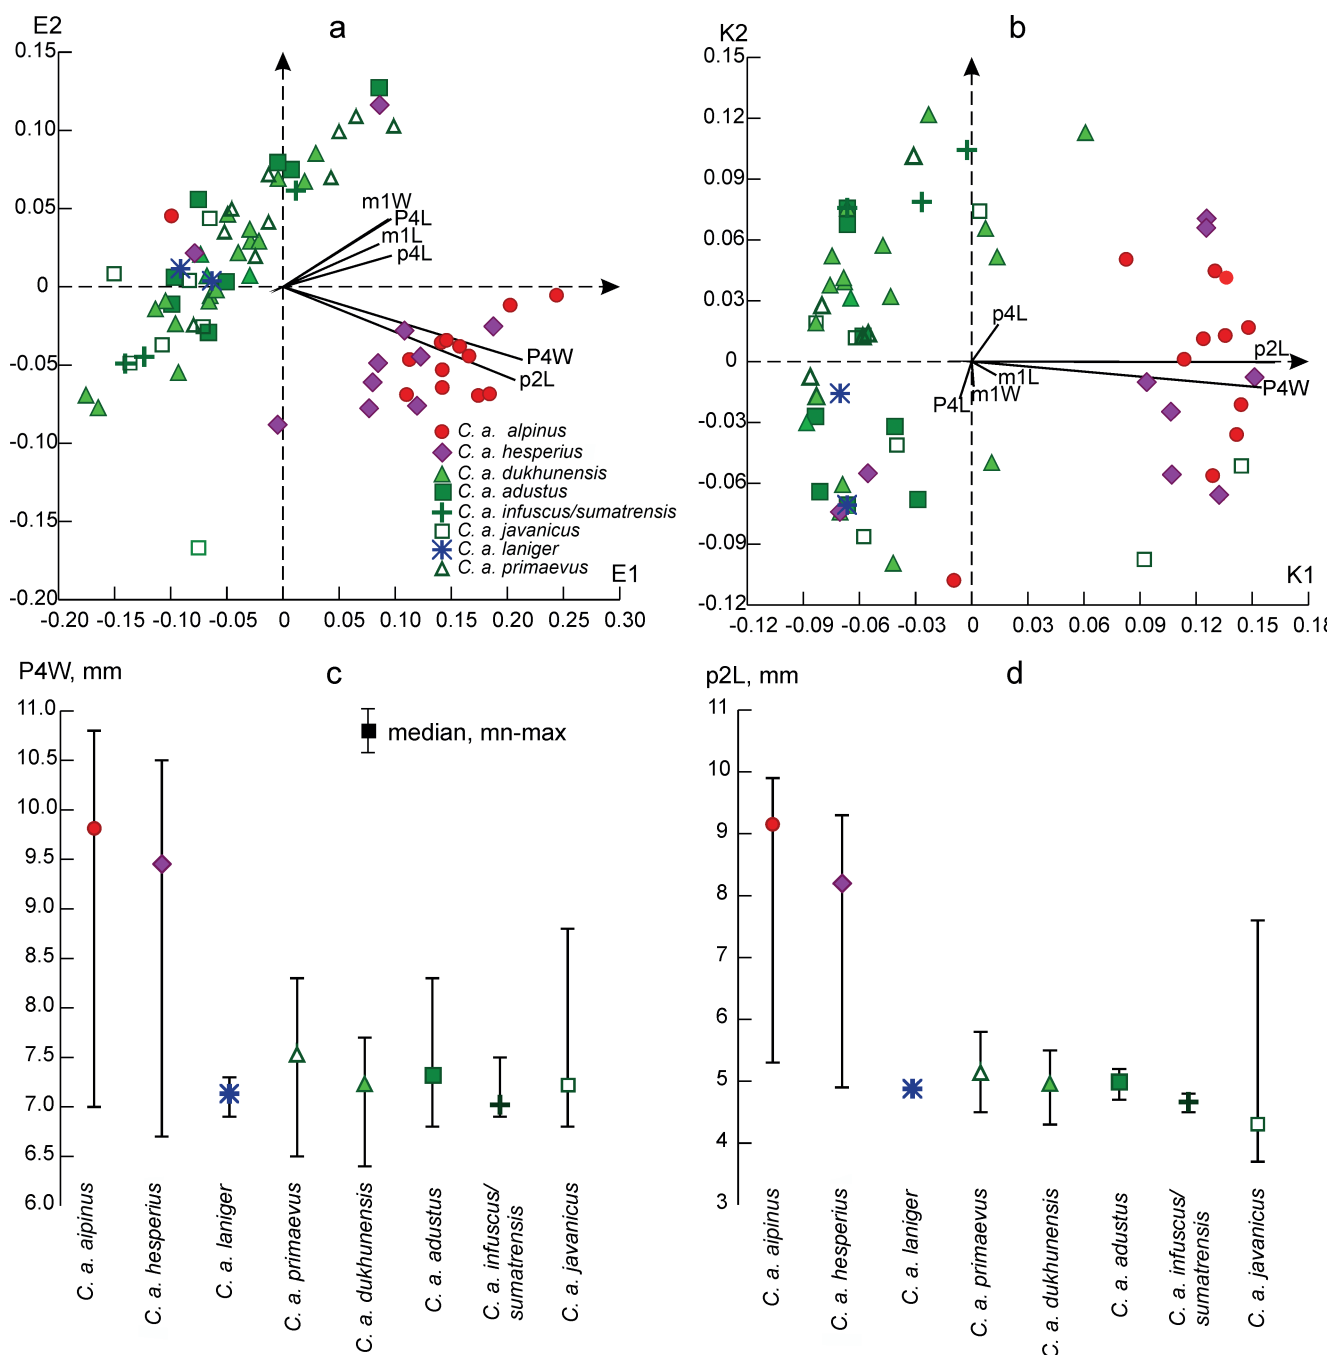 E2
a
0.15
0.10
0.05
0
-0.05
-0.10
-0.15
-0.20
m1W
P4L
m1L
p4L
P4W
p2L
C. a. alpinus
C. a. hesperius
C. a. dukhunensis
C. a. adustus
C. a. infuscus/sumatrensis
C. a. javanicus
C. a. laniger
C. a. primaevus
E1
-0.20 -0.15 -0.10 -0.05 0 0.05 0.10 0.15 0.20 0.25 0.30
K2
b
0.15
0.12
0.09
0.06
0.03
0
-0.03
-0.06
-0.09
-0.12
p4L
p2L
m1L
P4W
m1W
P4L
K1
-0.12 -0.09 -0.06 -0.03 0 0.03 0.06 0.09 0.12 0.15 0.18
P4W, mm
c
median, mn-max
11.0
10.5
10.0
9.5
9.0
8.5
8.0
7.5
7.0
6.5
6.0
C. a. aipinus
C. a. hesperius
C. a. laniger
C. a. primaevus
C. a. dukhunensis
C. a. adustus
C. a. infuscus/
sumatrensis
C. a. javanicus
p2L, mm
d
11
10
9
8
7
6
5
4
3
C. a. aipinus
C. a. hesperius
C. a. laniger
C. a. primaevus
C. a. dukhunensis
C. a. adustus
C. a. infuscus/
sumatrensis
C. a. javanicus